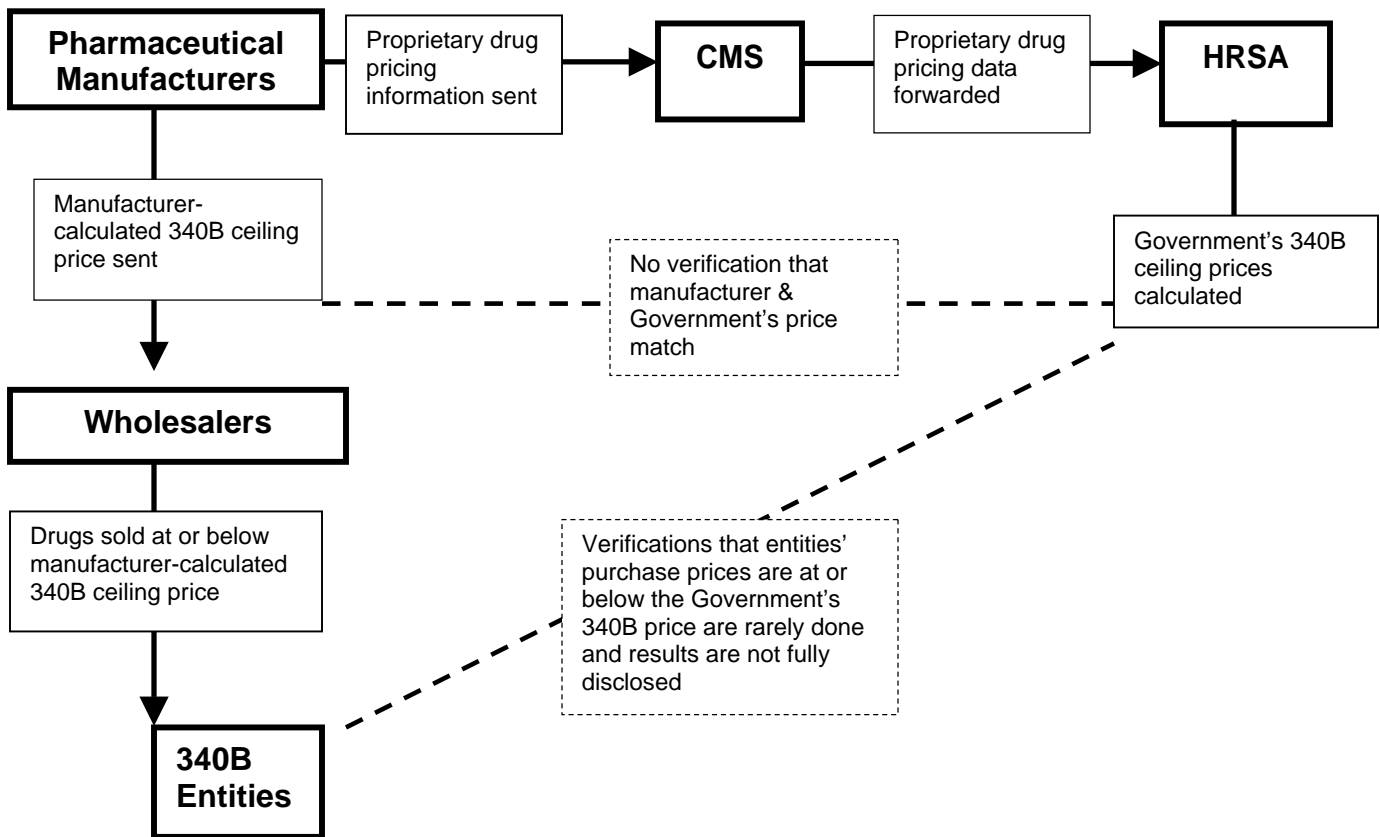 Pharmaceutical
Manufacturers
Proprietary drug
pricing
information sent
CMS
Proprietary drug
pricing data
forwarded
HRSA
Manufacturer-
calculated 340B ceiling
price sent
No verification that
manufacturer &
Government’s price
match
Government’s 340B
ceiling prices
calculated
Wholesalers
Drugs sold at or below
manufacturer-calculated
340B ceiling price
Verifications that entities’
purchase prices are at or
below the Government’s
340B price are rarely done
and results are not fully
disclosed
340B
Entities